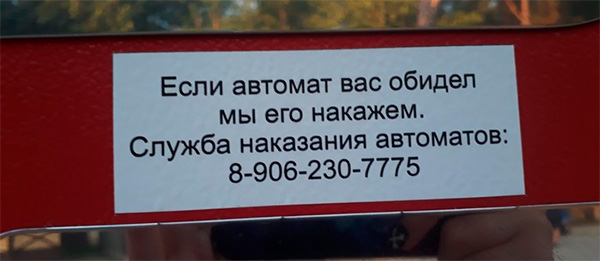 Если автомат вас обидел
мы его накажем.
Служба наказания автоматов:
8-906-230-7775